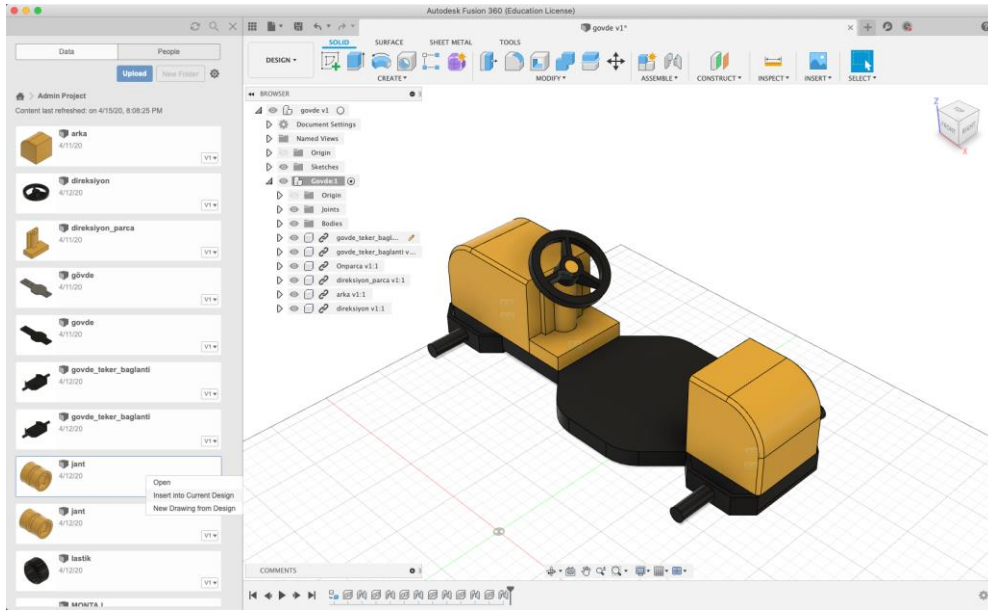 Autodesk Fusion 360 (Education License)
govde v1*
Data
People
Upload
New Folder
Admin Project
Content last refreshed: on 4/15/20, 8:08:25 PM
arka
4/11/20
V1
direksiyon
4/12/20
V1
direksiyon_parca
4/11/20
V1
gövde
4/11/20
V1
govde
4/11/20
V1
govde_teker_baglanti
4/12/20
V1
govde_teker_baglanti
4/12/20
V1
jant
4/12/20
Open
Insert into Current Design
New Drawing from Design
jant
4/12/20
V1
lastik
4/12/20
V1
MONTAJ
DESIGN
SOLID
SURFACE
SHEET METAL
TOOLS
CREATE
MODIFY
ASSEMBLE
CONSTRUCT
INSPECT
INSERT
SELECT
BROWSER
govde v1
Document Settings
Named Views
Origin
Sketches
Govde:1
Origin
Joints
Bodies
govde_teker_bagl...
govde_teker_baglanti v...
Onparca v1:1
direksiyon_parca v1:1
arka v1:1
direksiyon v1:1
Z
TOP
FRONT
RIGHT
X
COMMENTS